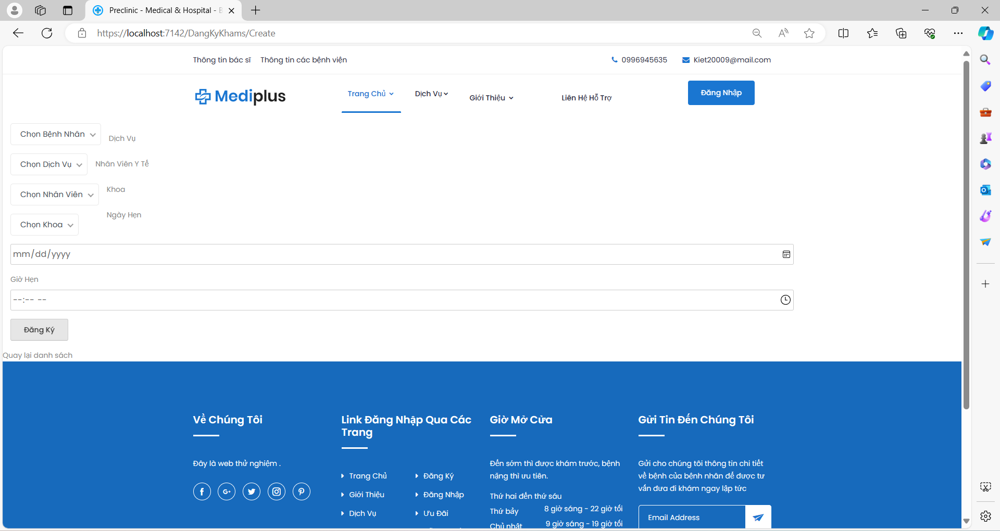 Preclinic - Medical & Hospital - B
https://localhost:7142/DangKyKhams/Create
Thông tin bác sĩ Thông tin các bệnh viện 0996945635 Kiet20009@mail.com
Mediplus Trang Chủ Dịch Vụ Giới Thiệu Liên Hệ Hỗ Trợ Đăng Nhập
Chọn Bệnh Nhân Dịch Vụ
Chọn Dịch Vụ Nhân Viên Y Tế
Chọn Nhân Viên Khoa
Chọn Khoa Ngày Hẹn
mm/dd/yyyy
Giờ Hẹn
--:-- --
Đăng Ký
Quay lại danh sách
Về Chúng Tôi
Đây là web thử nghiệm .
Link Đăng Nhập Qua Các
Trang
Trang Chủ Đăng Ký
Giới Thiệu Đăng Nhập
Dịch Vụ Ưu Đãi
Giờ Mở Cửa
Đến sớm thì được khám trước, bệnh
nặng thì ưu tiên.
Thứ hai đến thứ sáu
8 giờ sáng - 22 giờ tối
Thứ bảy
9 giờ sáng - 19 giờ tối
Chủ nhật
Gửi Tin Đến Chúng Tôi
Gửi cho chúng tôi thông tin chi tiết
về bệnh của bệnh nhân để được tư
vấn đưa đi khám ngay lập tức
Email Address